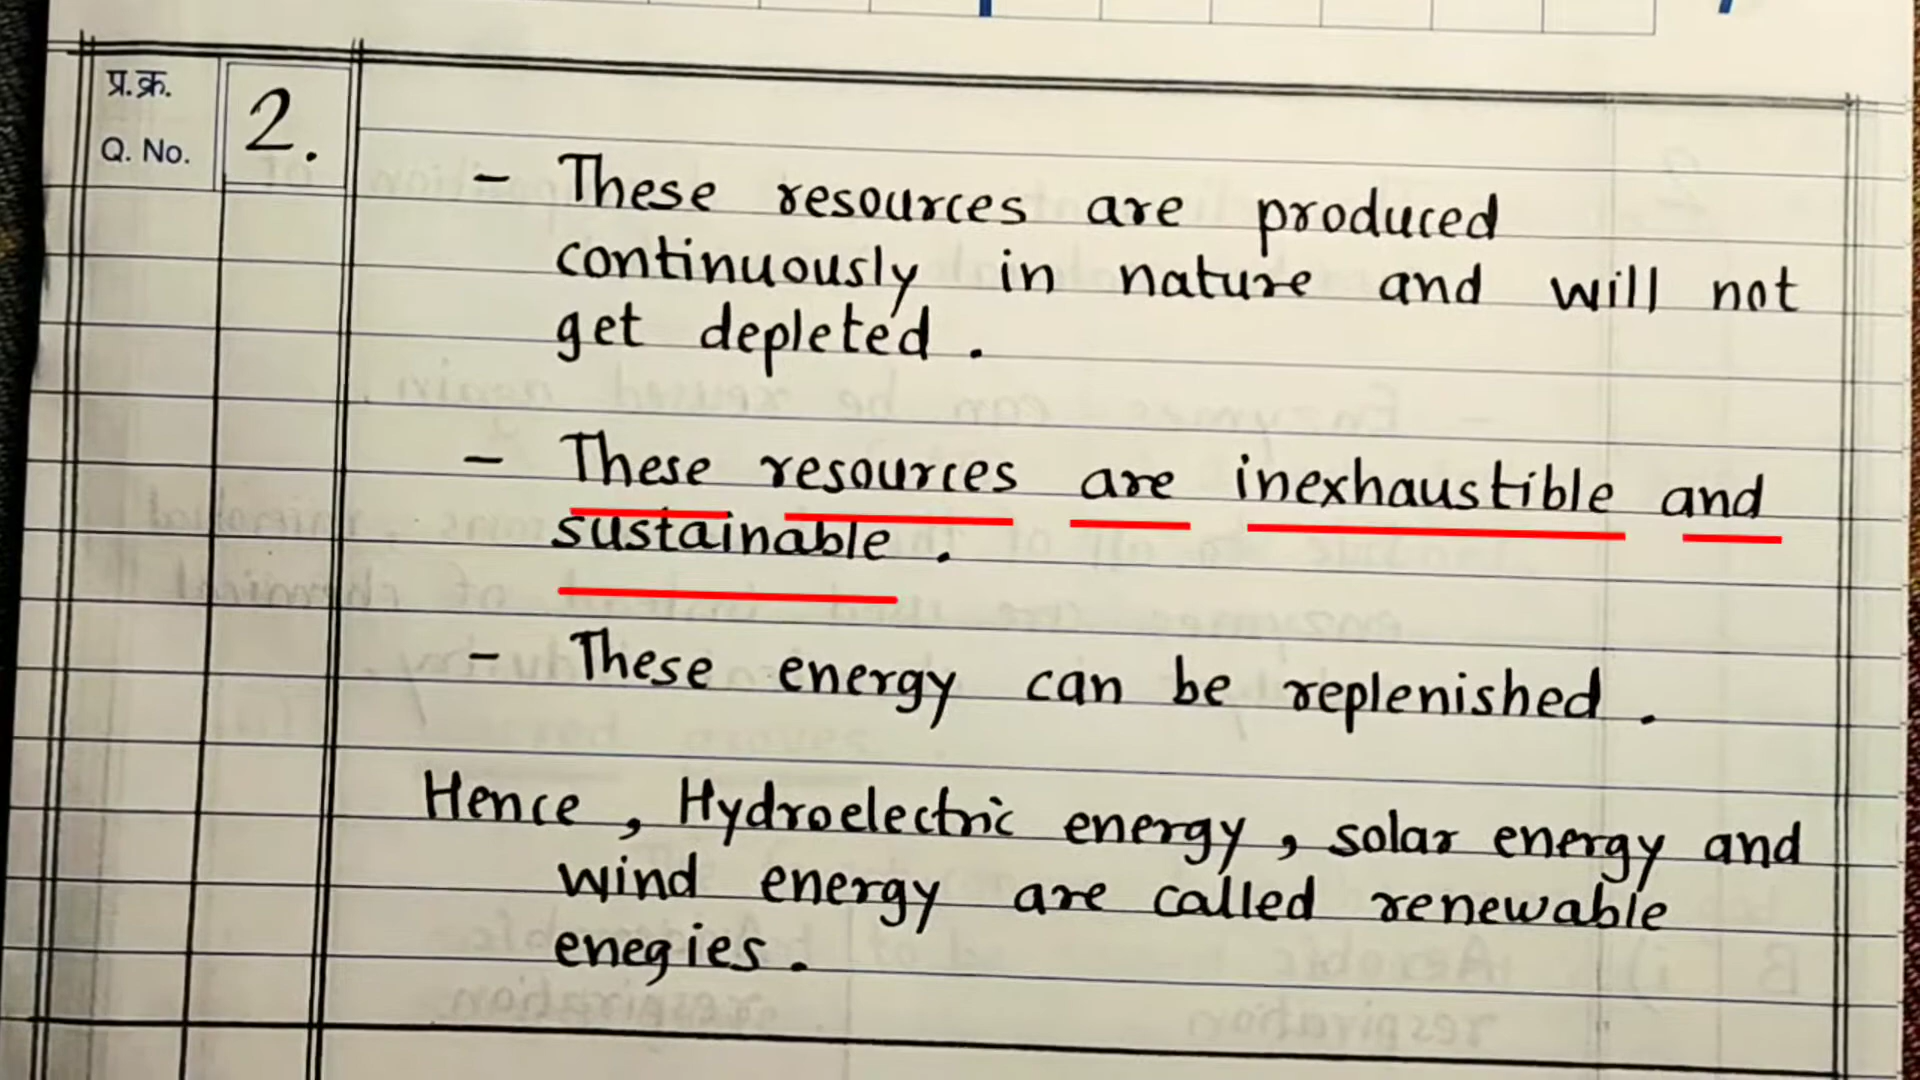 प्र.क्र.
Q. No.
2.
- These resources are produced
continuously in nature and will not
get depleted.
- These resources are inexhaustible and
sustainable.
- These energy can be replenished.
Hence, Hydroelectric energy, solar energy and
wind energy are called renewable
enegies.